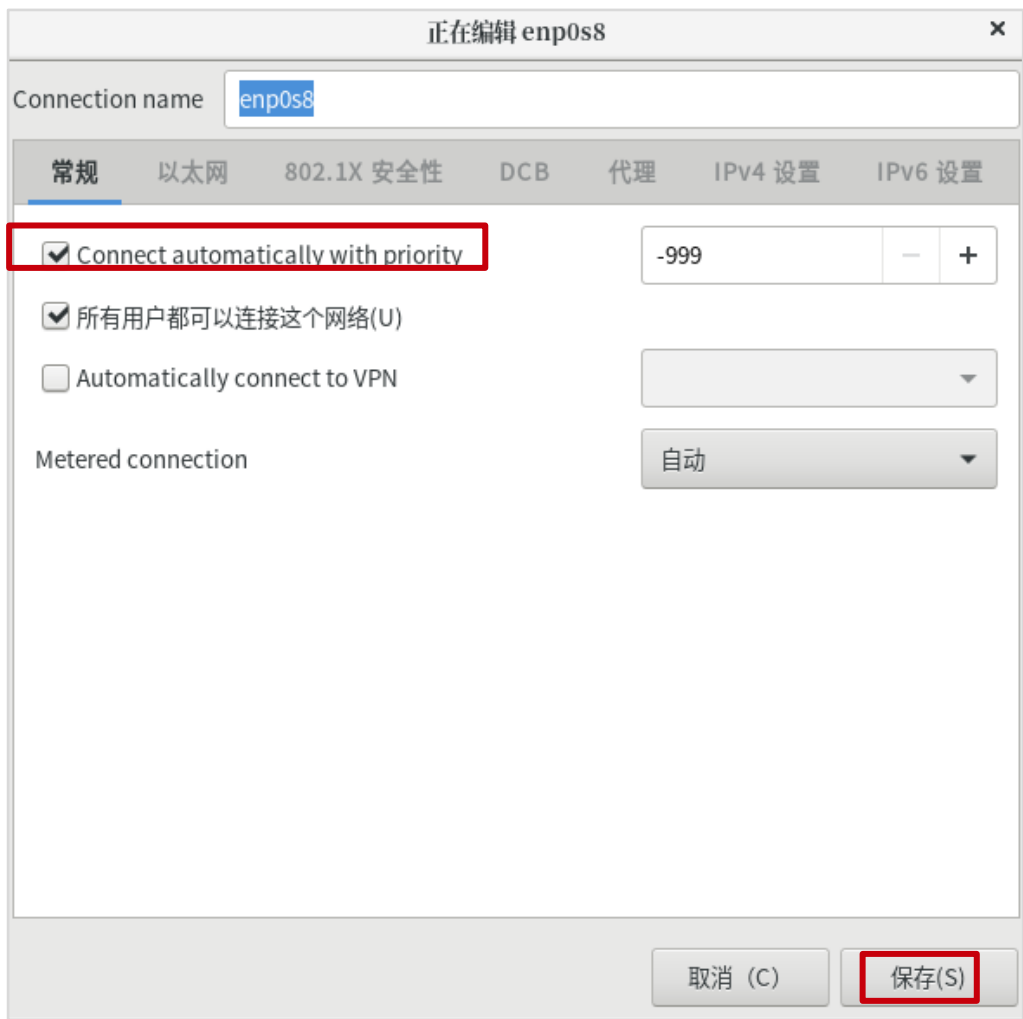 正在编辑 enp0s8
Connection name enp0s8
常规 以太网 802.1X 安全性 DCB 代理 IPv4 设置 IPv6 设置
Connect automatically with priority -999
所有用户都可以连接这个网络(U)
Automatically connect to VPN
Metered connection 自动
取消（C） 保存(S)